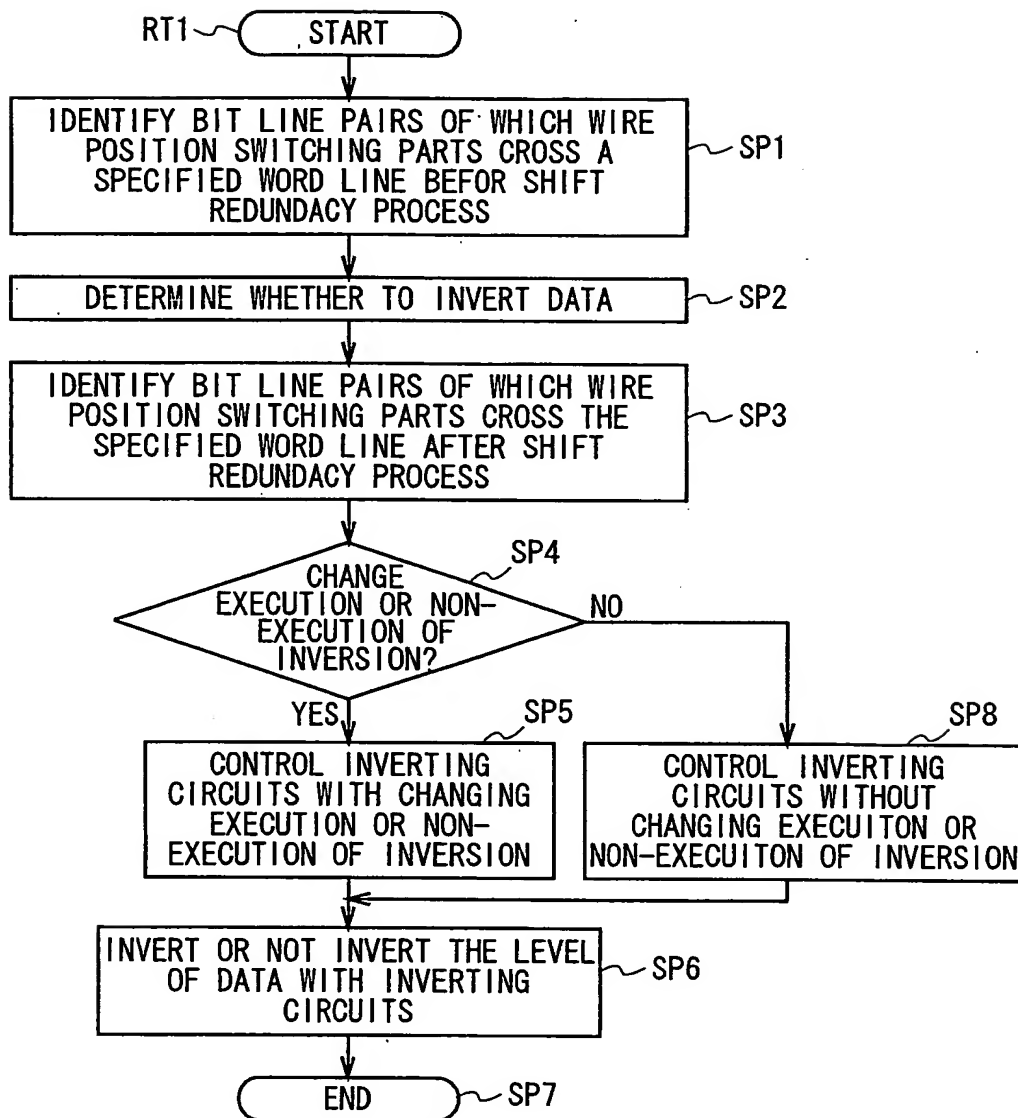 RT1
START
IDENTIFY BIT LINE PAIRS OF WHICH WIRE
POSITION SWITCHING PARTS CROSS A
SPECIFIED WORD LINE BEFOR SHIFT
REDUNDACY PROCESS
SP1
DETERMINE WHETHER TO INVERT DATA
SP2
IDENTIFY BIT LINE PAIRS OF WHICH WIRE
POSITION SWITCHING PARTS CROSS THE
SPECIFIED WORD LINE AFTER SHIFT
REDUNDACY PROCESS
SP3
SP4
CHANGE
EXECUTION OR NON-
EXECUTION OF
INVERSION?
NO
YES
SP5
CONTROL INVERTING
CIRCUITS WITH CHANGING
EXECUTION OR NON-
EXECUTION OF INVERSION
SP8
CONTROL INVERTING
CIRCUITS WITHOUT
CHANGING EXECUITON OR
NON-EXECUITON OF INVERSION
INVERT OR NOT INVERT THE LEVEL
OF DATA WITH INVERTING
CIRCUITS
SP6
END
SP7